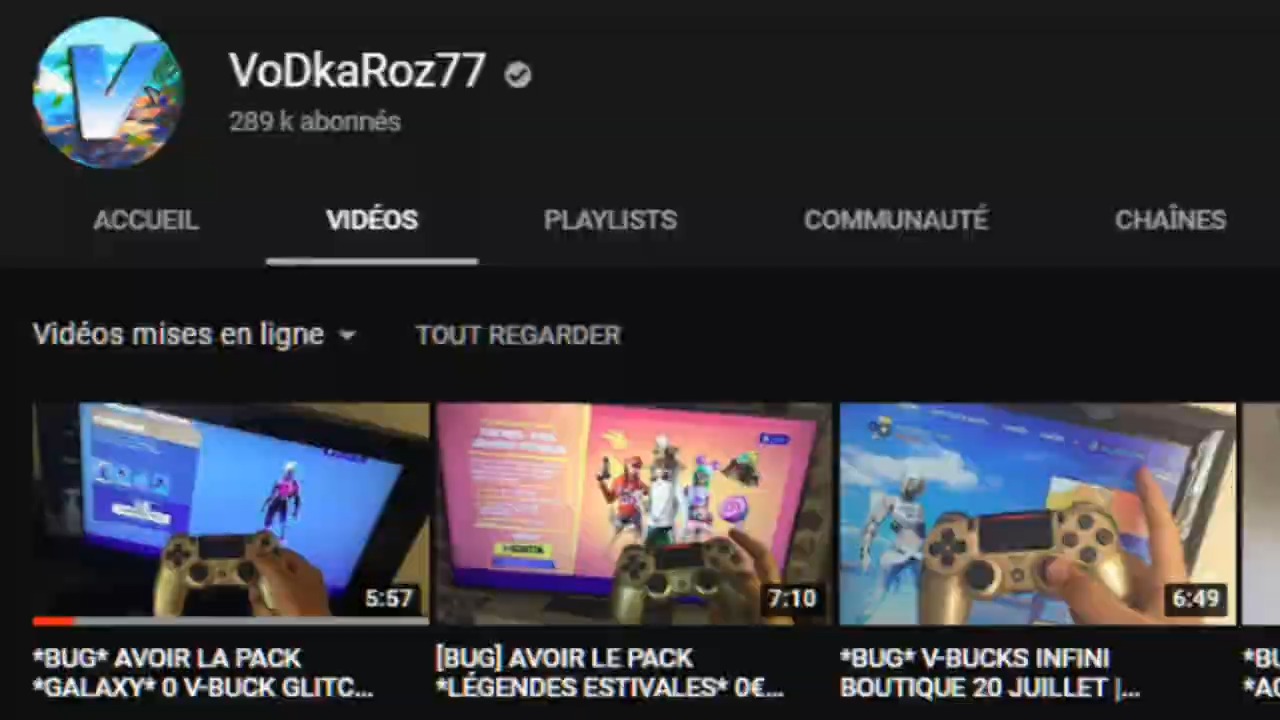 VoDkaRoz77
289 k abonnés
ACCUEIL VIDÉOS PLAYLISTS COMMUNAUTÉ CHAÎNES
Vidéos mises en ligne TOUT REGARDER
5:57 7:10 6:49
*BUG* AVOIR LA PACK [BUG] AVOIR LE PACK *BUG* V-BUCKS INFINI *BU
*GALAXY* 0 V-BUCK GLITC... *LÉGENDES ESTIVALES* 0€... BOUTIQUE 20 JUILLET |... *AC